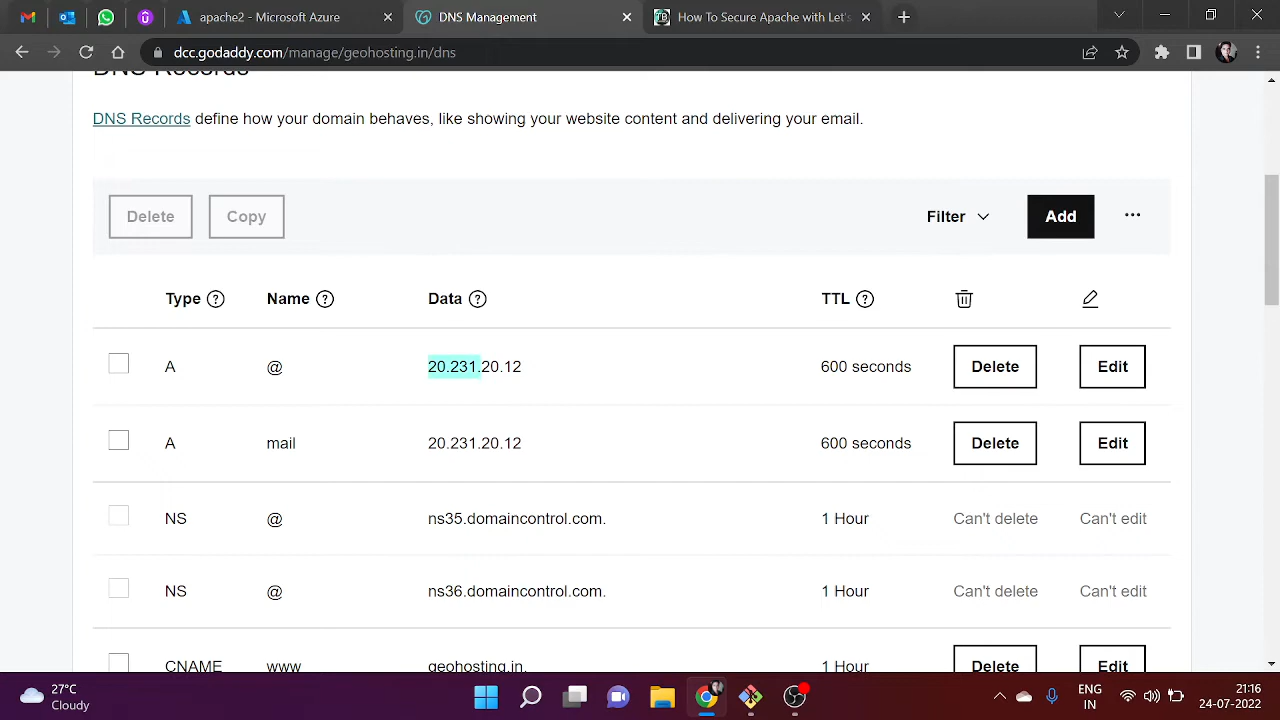 apache2 - Microsoft Azure
DNS Management
How To Secure Apache with Let'
dcc.godaddy.com/manage/geohosting.in/dns
DNS Records
DNS Records define how your domain behaves, like showing your website content and delivering your email.
Delete Copy Filter Add ...
Type ? Name ? Data ? TTL ?
A @ 20.231.20.12 600 seconds Delete Edit
A mail 20.231.20.12 600 seconds Delete Edit
NS @ ns35.domaincontrol.com. 1 Hour Can't delete Can't edit
NS @ ns36.domaincontrol.com. 1 Hour Can't delete Can't edit
CNAME www geohosting.in. 1 Hour Delete Edit
27°C
Cloudy
ENG
IN
21:16
24-07-2022